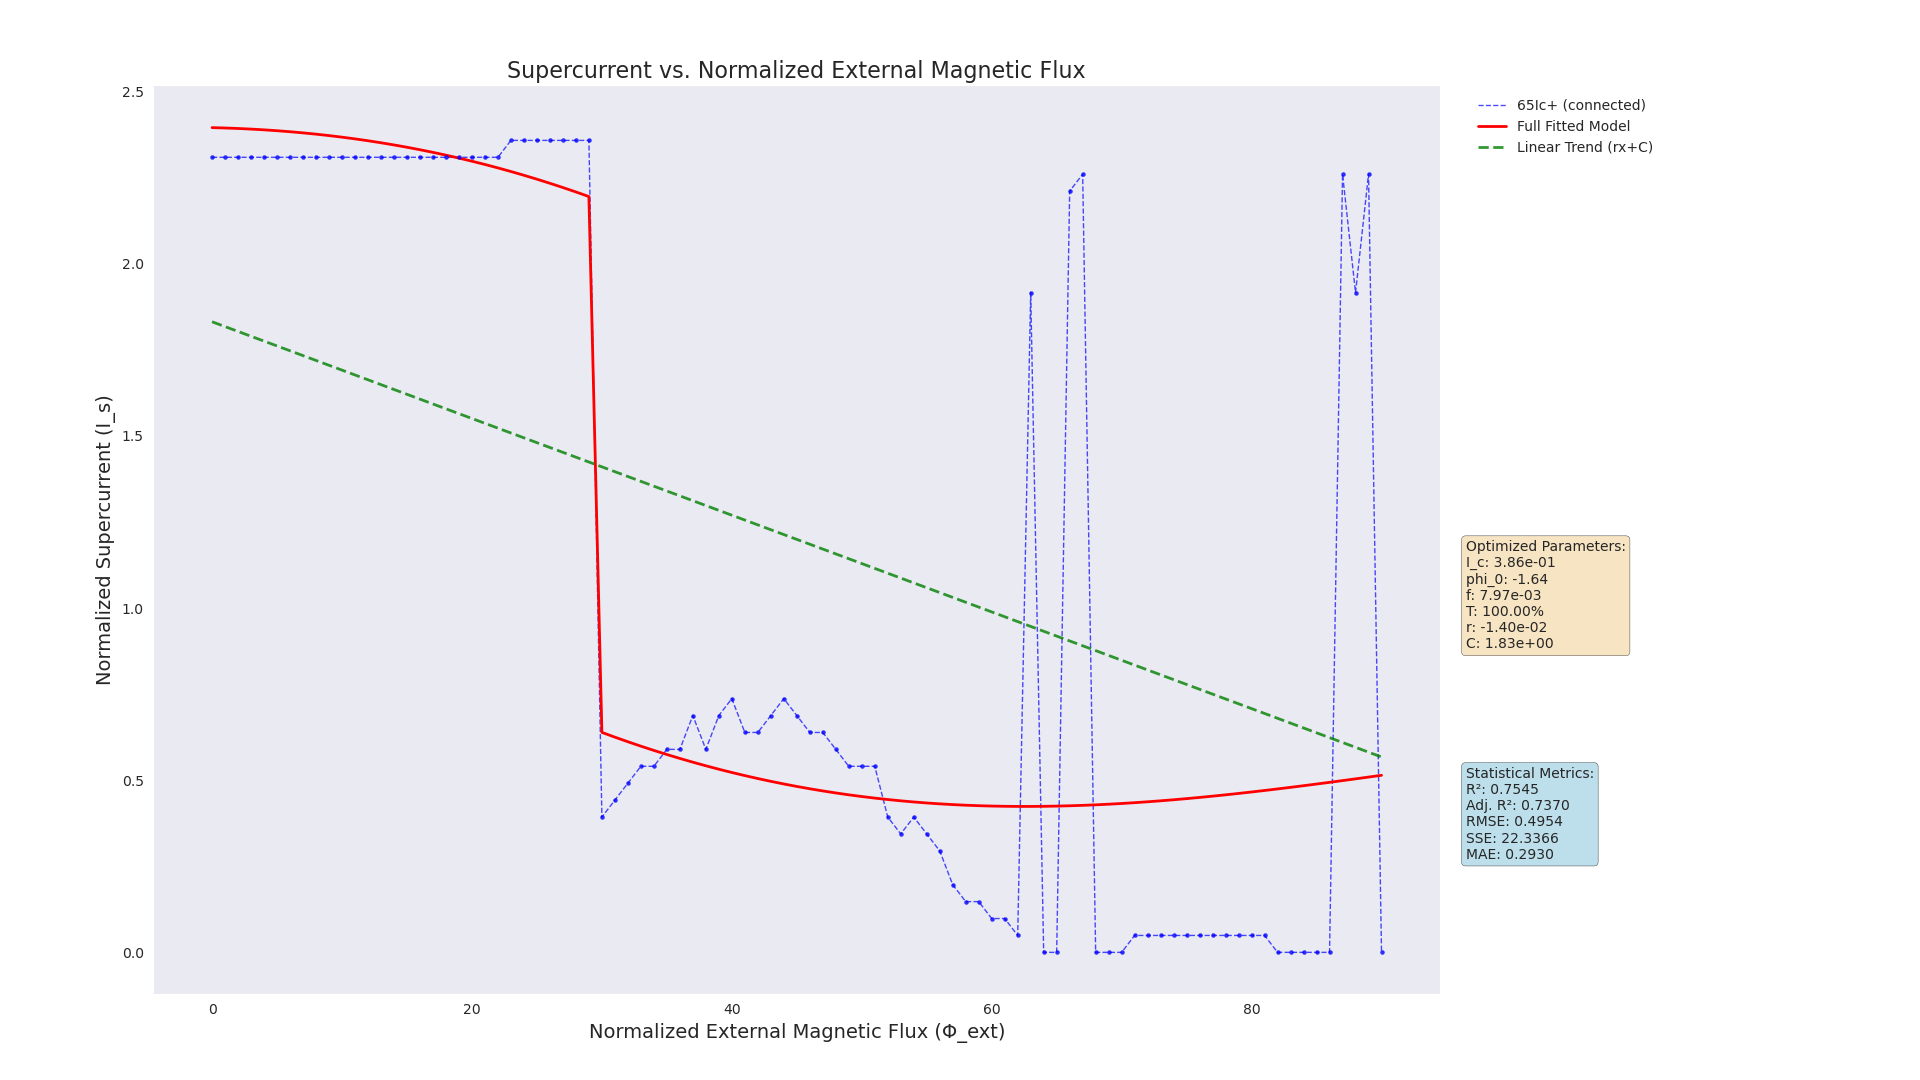 Supercurrent vs. Normalized External Magnetic Flux
2.5
2.0
1.5
1.0
0.5
0.0
Normalized Supercurrent (I_s)
0 20 40 60 80
Normalized External Magnetic Flux (Φ_ext)
65Ic+ (connected)
Full Fitted Model
Linear Trend (rx+C)
Optimized Parameters:
I_c: 3.86e-01
phi_0: -1.64
f: 7.97e-03
T: 100.00%
r: -1.40e-02
C: 1.83e+00
Statistical Metrics:
R²: 0.7545
Adj. R²: 0.7370
RMSE: 0.4954
SSE: 22.3366
MAE: 0.2930